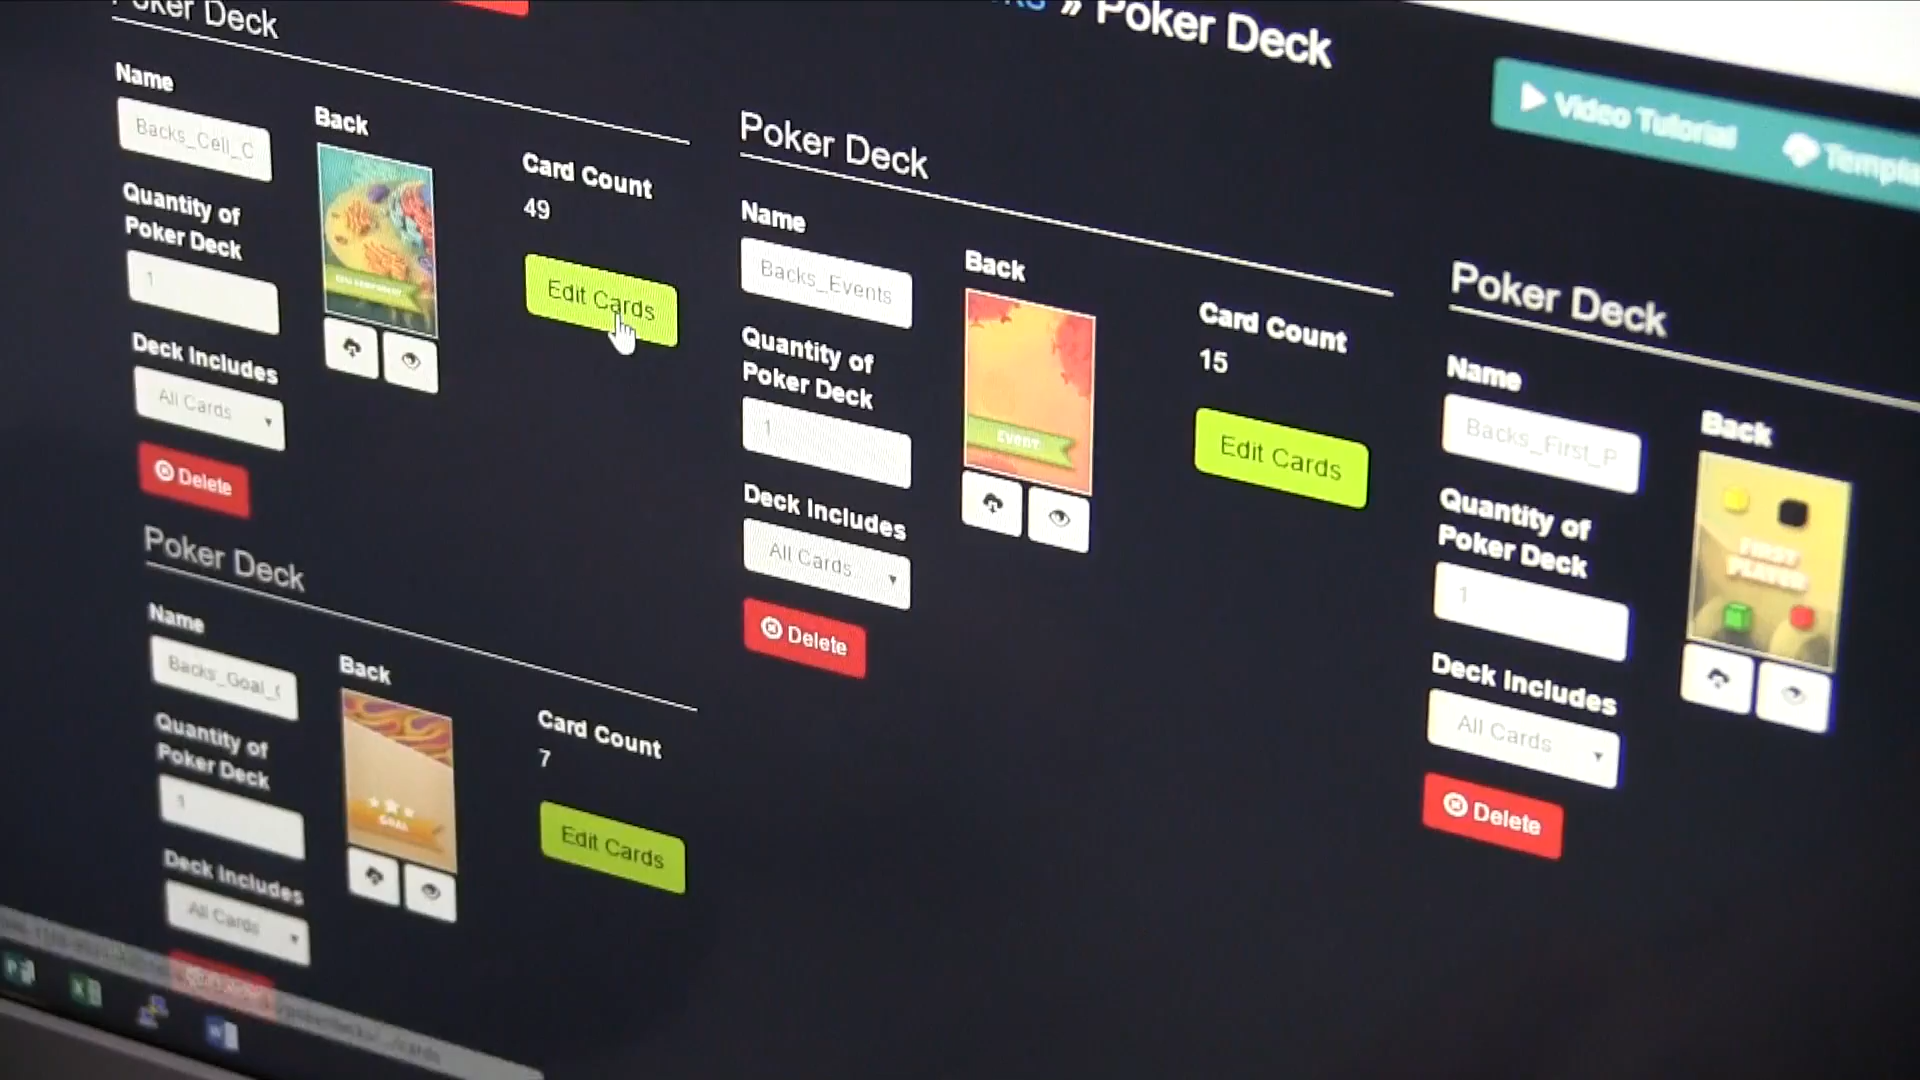 » Poker Deck
Video Tutorial
Poker Deck
Name
Backs_Cell_C
Back
Quantity of
Poker Deck
1
Card Count
49
Edit Cards
Deck Includes
All Cards
Delete
Poker Deck
Name
Backs_Events
Back
EVENT
Quantity of
Poker Deck
1
Card Count
15
Edit Cards
Deck Includes
All Cards
Delete
Poker Deck
Name
Backs_First_P
Back
FIRST
PLAYER
Quantity of
Poker Deck
1
Deck Includes
All Cards
Delete
Poker Deck
Name
Backs_Goal_
Back
GOAL
Quantity of
Poker Deck
1
Card Count
7
Edit Cards
Deck Includes
All Cards